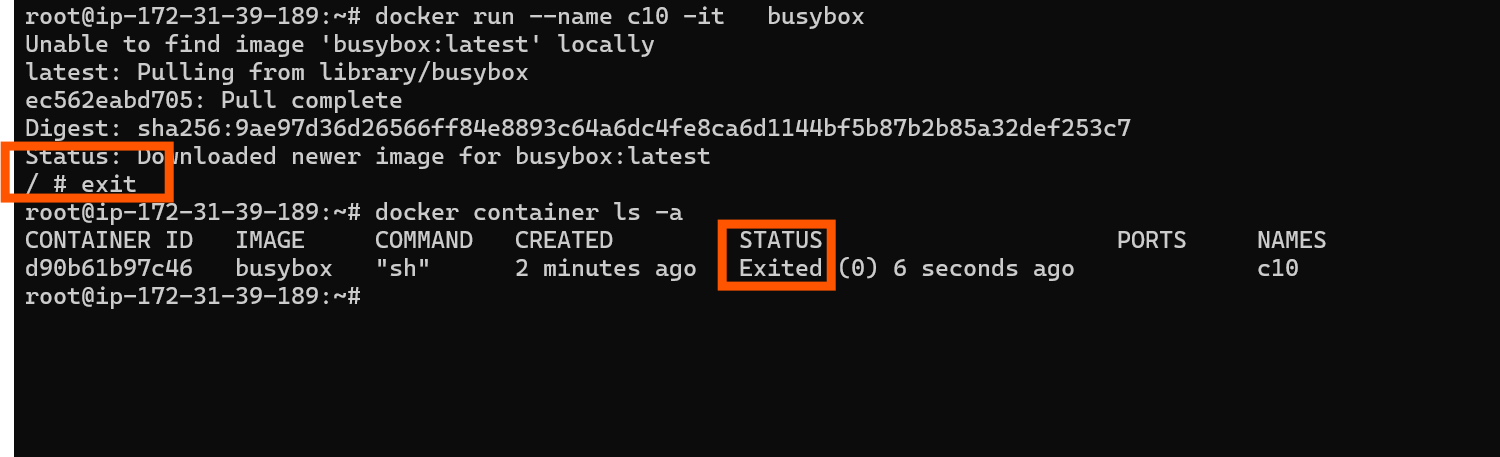 root@ip-172-31-39-189:~# docker run --name c10 -it   busybox
Unable to find image 'busybox:latest' locally
latest: Pulling from library/busybox
ec562eabd705: Pull complete
Digest: sha256:9ae97d36d26566ff84e8893c64a6dc4fe8ca6d1144bf5b87b2b85a32def253c7
Status: Downloaded newer image for busybox:latest
/ # exit
root@ip-172-31-39-189:~# docker container ls -a
CONTAINER ID   IMAGE     COMMAND   CREATED         STATUS                     PORTS     NAMES
d90b61b97c46   busybox   "sh"      2 minutes ago   Exited (0) 6 seconds ago             c10
root@ip-172-31-39-189:~#